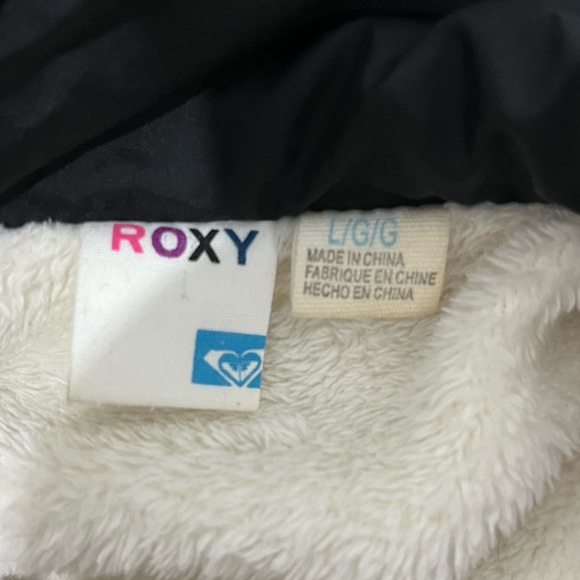 ROXY
L/G/G
MADE IN CHINA
FABRIQUE EN CHINE
HECHO EN CHINA